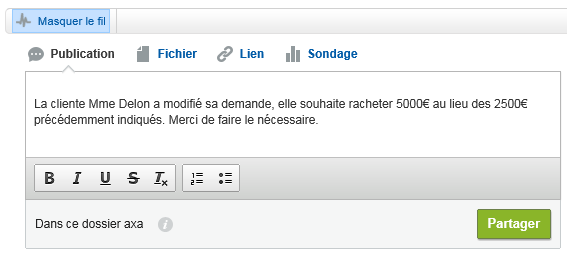 Masquer le fil
Publication Fichier Lien Sondage
La cliente Mme Delon a modifié sa demande, elle souhaite racheter 5000€ au lieu des 2500€
précédemment indiqués. Merci de faire le nécessaire.
B I U S Tx
Dans ce dossier axa i Partager